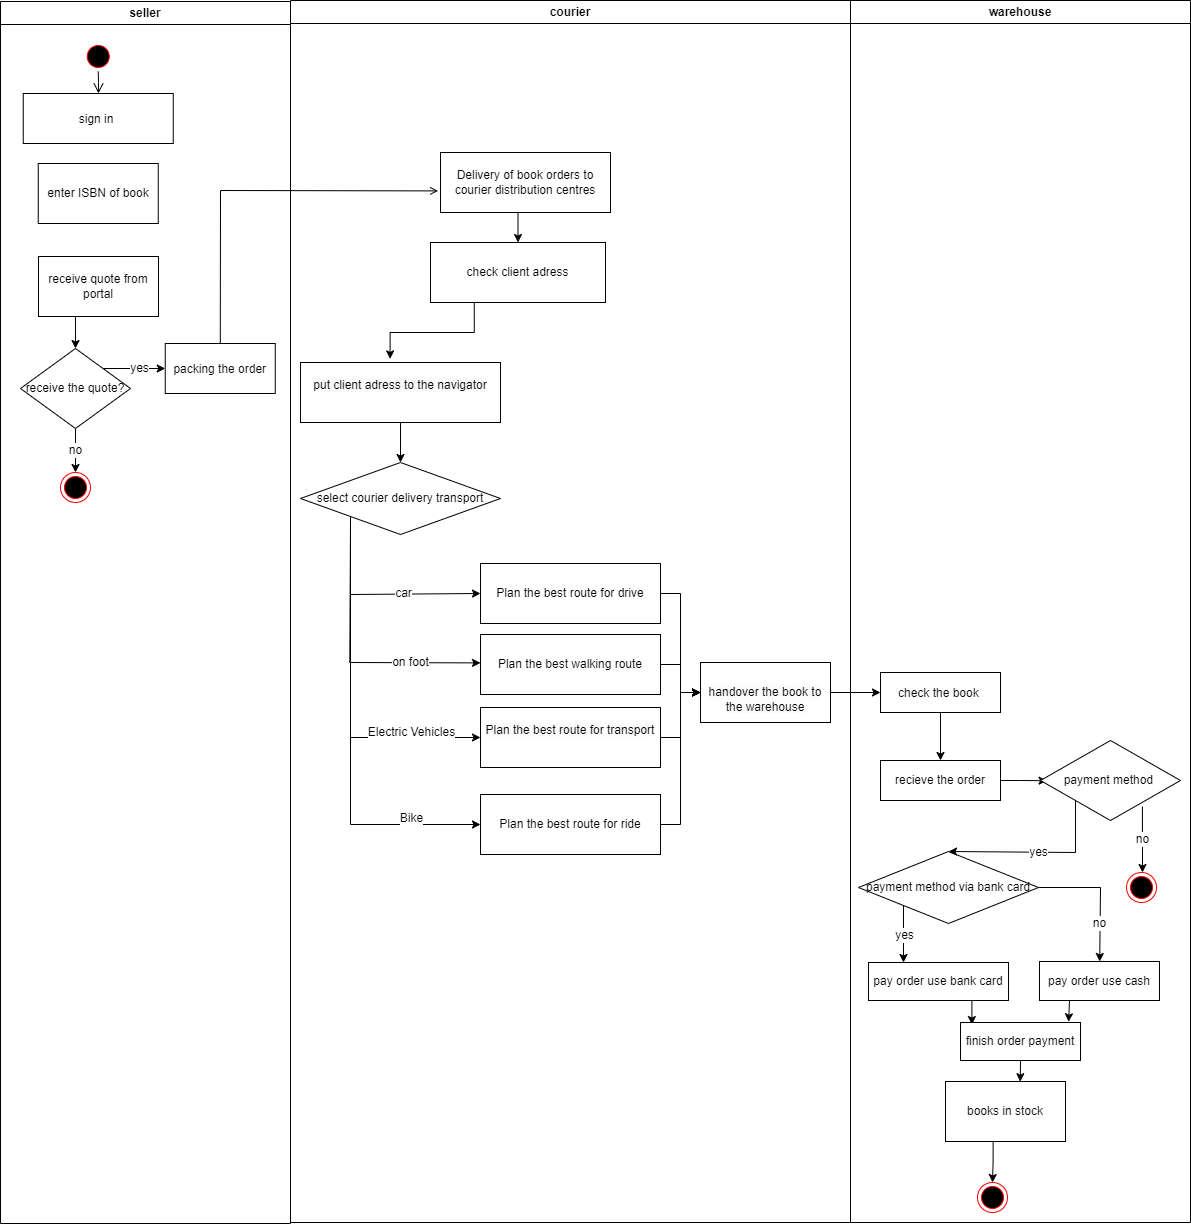 seller
courier
warehouse
sign in
enter ISBN of book
receive quote from
portal
receive the quote?
yes
packing the order
no
Delivery of book orders to
courier distribution centres
check client adress
put client adress to the navigator
select courier delivery transport
car
Plan the best route for drive
on foot
Plan the best walking route
Electric Vehicles
Plan the best route for transport
Bike
Plan the best route for ride
handover the book to
the warehouse
check the book
recieve the order
payment method
no
yes
payment method via bank card
yes
no
pay order use bank card
pay order use cash
finish order payment
books in stock